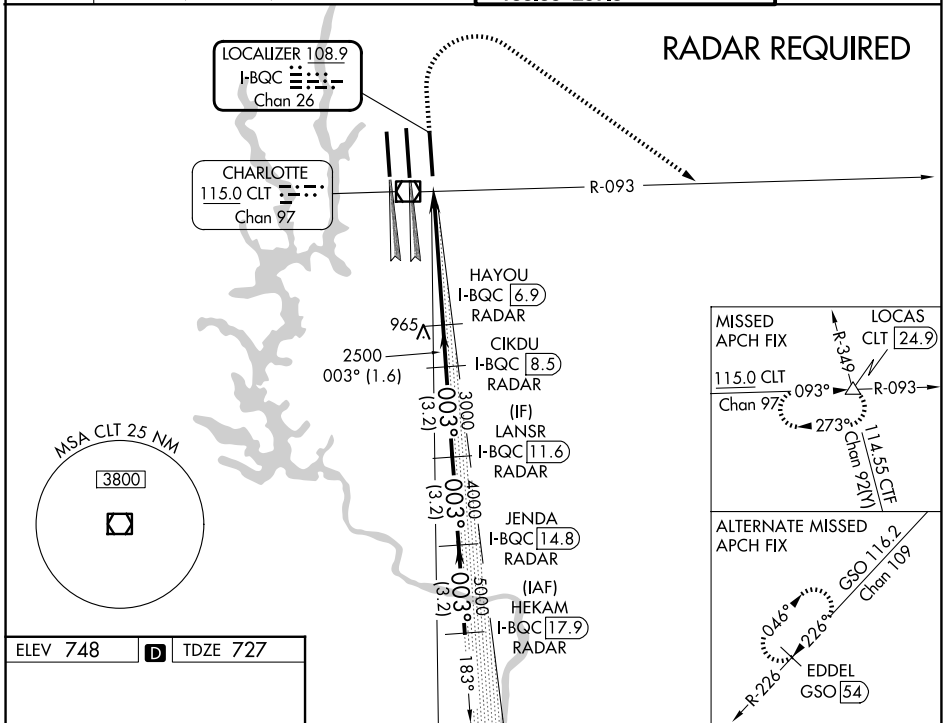 RADAR REQUIRED
LOCALIZER 108.9
I-BQC
Chan 26
CHARLOTTE
115.0 CLT
Chan 97
R-093
HAYOU
I-BQC 6.9
RADAR
965
CIKDU
I-BQC 8.5
RADAR
2500
003° (1.6)
003°
3000
(3.2)
(IF)
LANSR
I-BQC 11.6
RADAR
003°
4000
(3.2)
JENDA
I-BQC 14.8
RADAR
003°
5000
(3.2)
(IAF)
HEKAM
I-BQC 17.9
RADAR
183°
MSA CLT 25 NM
3800
MISSED
APCH FIX
LOCAS
CLT 24.9
R-349
115.0 CLT
Chan 97
093°
R-093
273°
114.55 CTF
Chan 92(Y)
ALTERNATE MISSED
APCH FIX
GSO 116.2
Chan 109
046°
226°
R-226
EDDEL
GSO 54
ELEV 748
D
TDZE 727